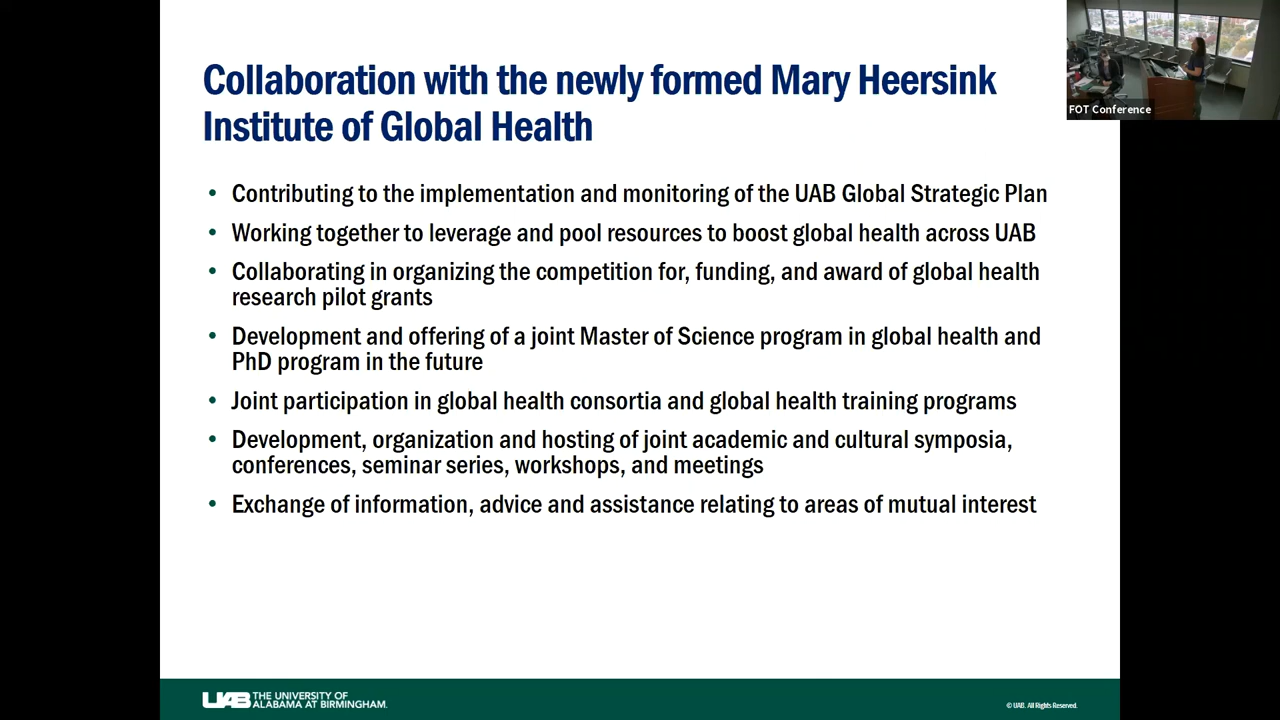 Collaboration with the newly formed Mary Heersink
Institute of Global Health
FOT Conference
• Contributing to the implementation and monitoring of the UAB Global Strategic Plan
• Working together to leverage and pool resources to boost global health across UAB
• Collaborating in organizing the competition for, funding, and award of global health
research pilot grants
• Development and offering of a joint Master of Science program in global health and
PhD program in the future
• Joint participation in global health consortia and global health training programs
• Development, organization and hosting of joint academic and cultural symposia,
conferences, seminar series, workshops, and meetings
• Exchange of information, advice and assistance relating to areas of mutual interest
UAB THE UNIVERSITY OF
ALABAMA AT BIRMINGHAM.
© UAB. All Rights Reserved.